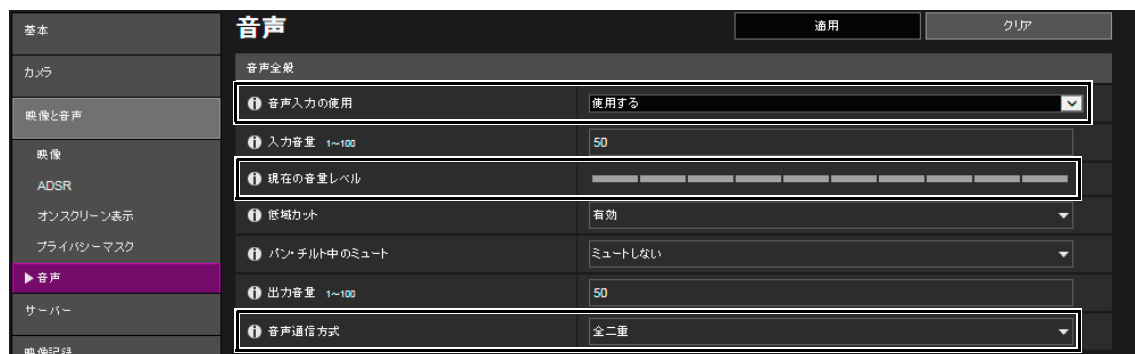 基本
カメラ
映像と音声
映像
ADSR
オンスクリーン表示
プライバシーマスク
▶音声
サーバー
映像記録
音声
適用
クリア
音声全般
音声入力の使用 使用する
入力音量 1~100 50
現在の音量レベル
低域カット 有効
パン・チルト中のミュート ミュートしない
出力音量 1~100 50
音声通信方式 全二重